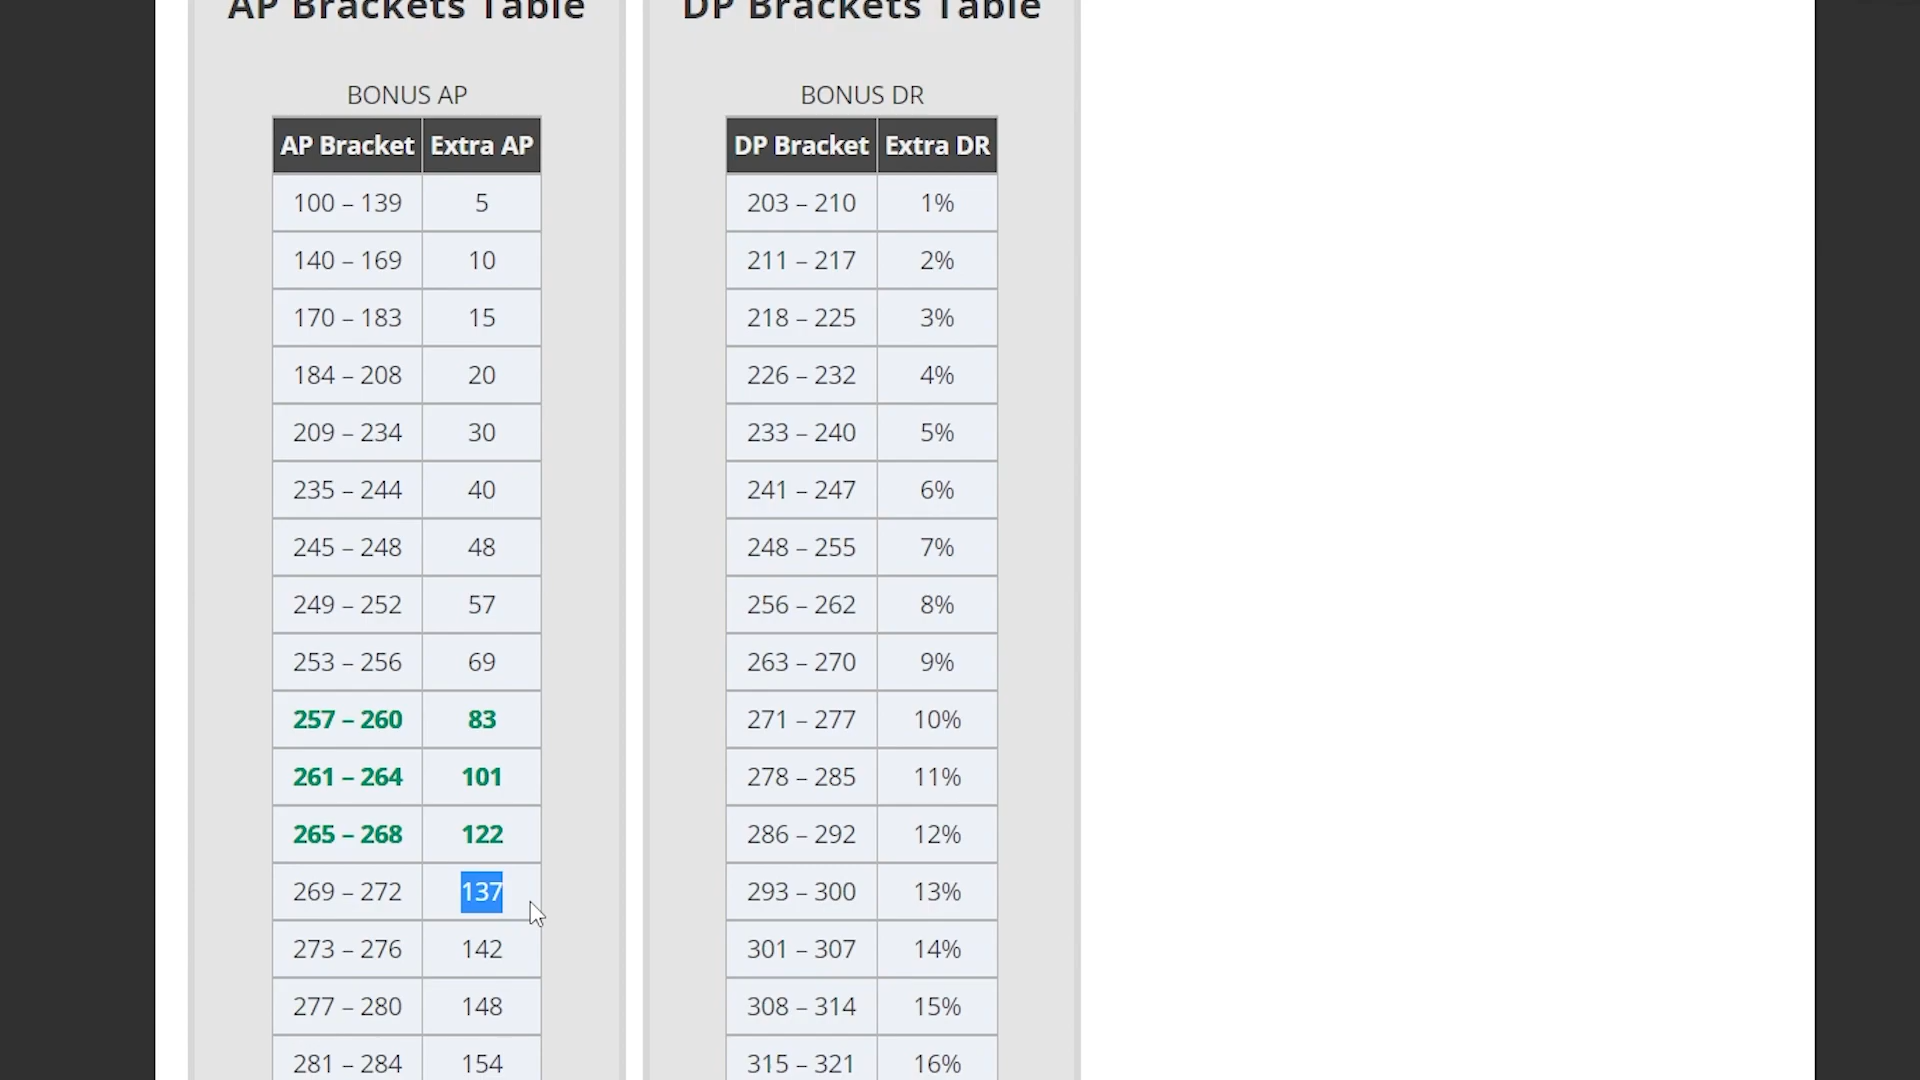 AP Brackets Table
BONUS AP
AP Bracket Extra AP
100 – 139 5
140 – 169 10
170 – 183 15
184 – 208 20
209 – 234 30
235 – 244 40
245 – 248 48
249 – 252 57
253 – 256 69
257 – 260 83
261 – 264 101
265 – 268 122
269 – 272 137
273 – 276 142
277 – 280 148
281 – 284 154
DP Brackets Table
BONUS DR
DP Bracket Extra DR
203 – 210 1%
211 – 217 2%
218 – 225 3%
226 – 232 4%
233 – 240 5%
241 – 247 6%
248 – 255 7%
256 – 262 8%
263 – 270 9%
271 – 277 10%
278 – 285 11%
286 – 292 12%
293 – 300 13%
301 – 307 14%
308 – 314 15%
315 – 321 16%